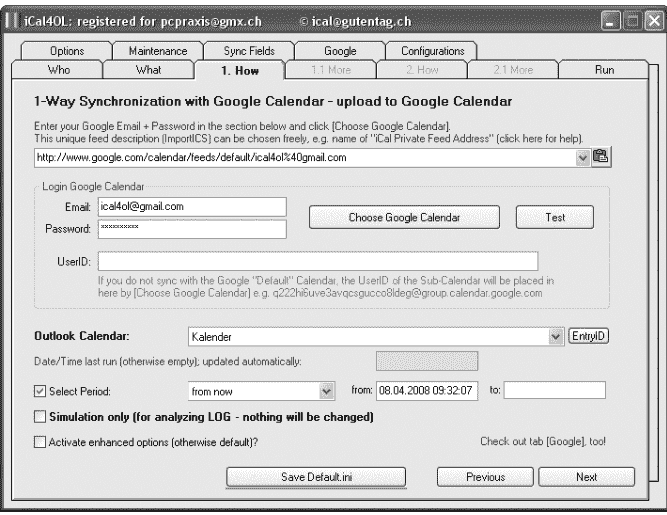 iCal4OL: registered for pcpraxis@gmx.ch © ical@gutentag.ch
Options Maintenance Sync Fields Google Configurations
Who What 1. How 1.1 More 2. How 2.1 More Run
1-Way Synchronization with Google Calendar - upload to Google Calendar
Enter your Google Email + Password in the section below and click [Choose Google Calendar].
This unique feed description (ImportICS) can be chosen freely, e.g. name of "iCal Private Feed Address" (click here for help).
http://www.google.com/calendar/feeds/default/ical4ol%40gmail.com
Login Google Calendar
Email: ical4ol@gmail.com
Choose Google Calendar Test
Password: xxxxxxxxxx
UserID:
If you do not sync with the Google "Default" Calendar, the UserID of the Sub-Calendar will be placed in
here by [Choose Google Calendar] e.g. q222hi6uve3avqcsgucco8ldeg@group.calendar.google.com
Outlook Calendar: Kalender EntryID
Date/Time last run (otherwise empty); updated automatically:
Select Period: from now from: 08.04.2008 09:32:07 to:
Simulation only (for analyzing LOG - nothing will be changed)
Activate enhanced options (otherwise default)? Check out tab [Google], too!
Save Default.ini Previous Next